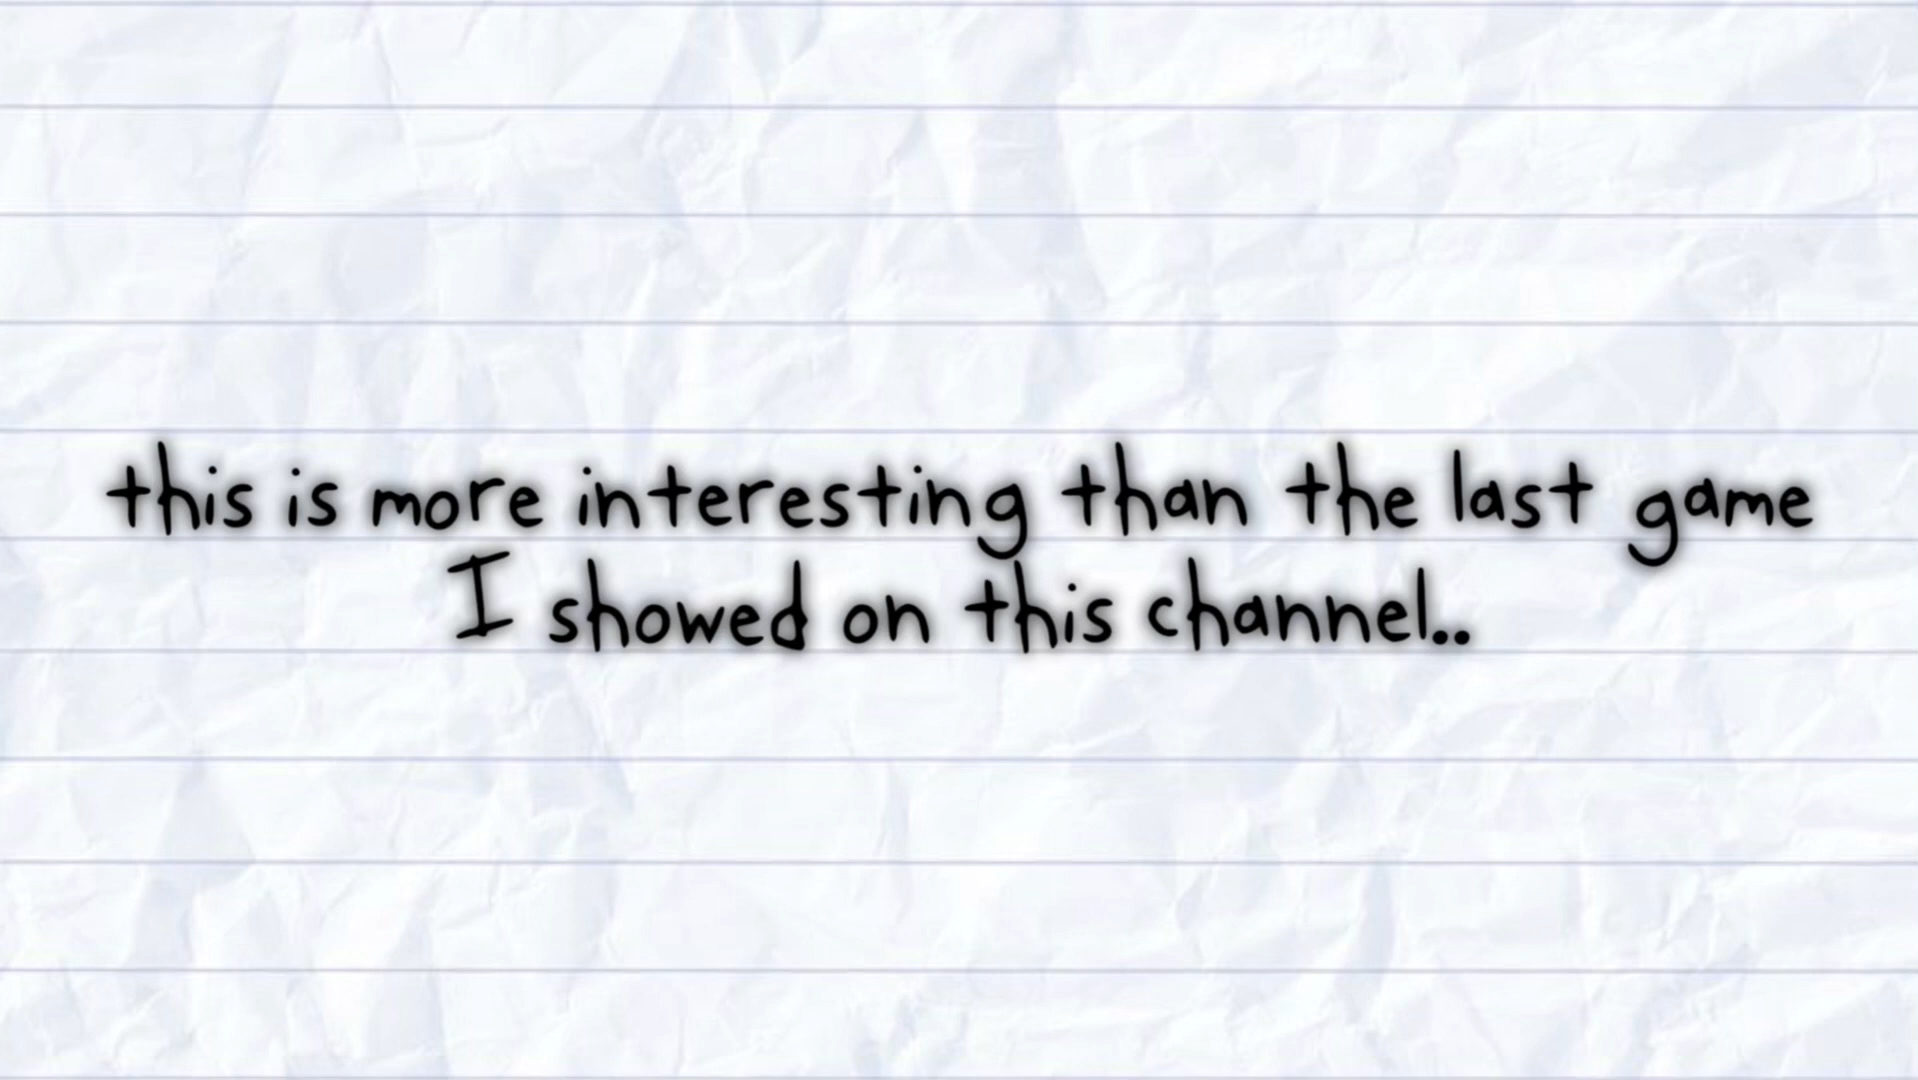 this is more interesting than the last game
I showed on this channel..